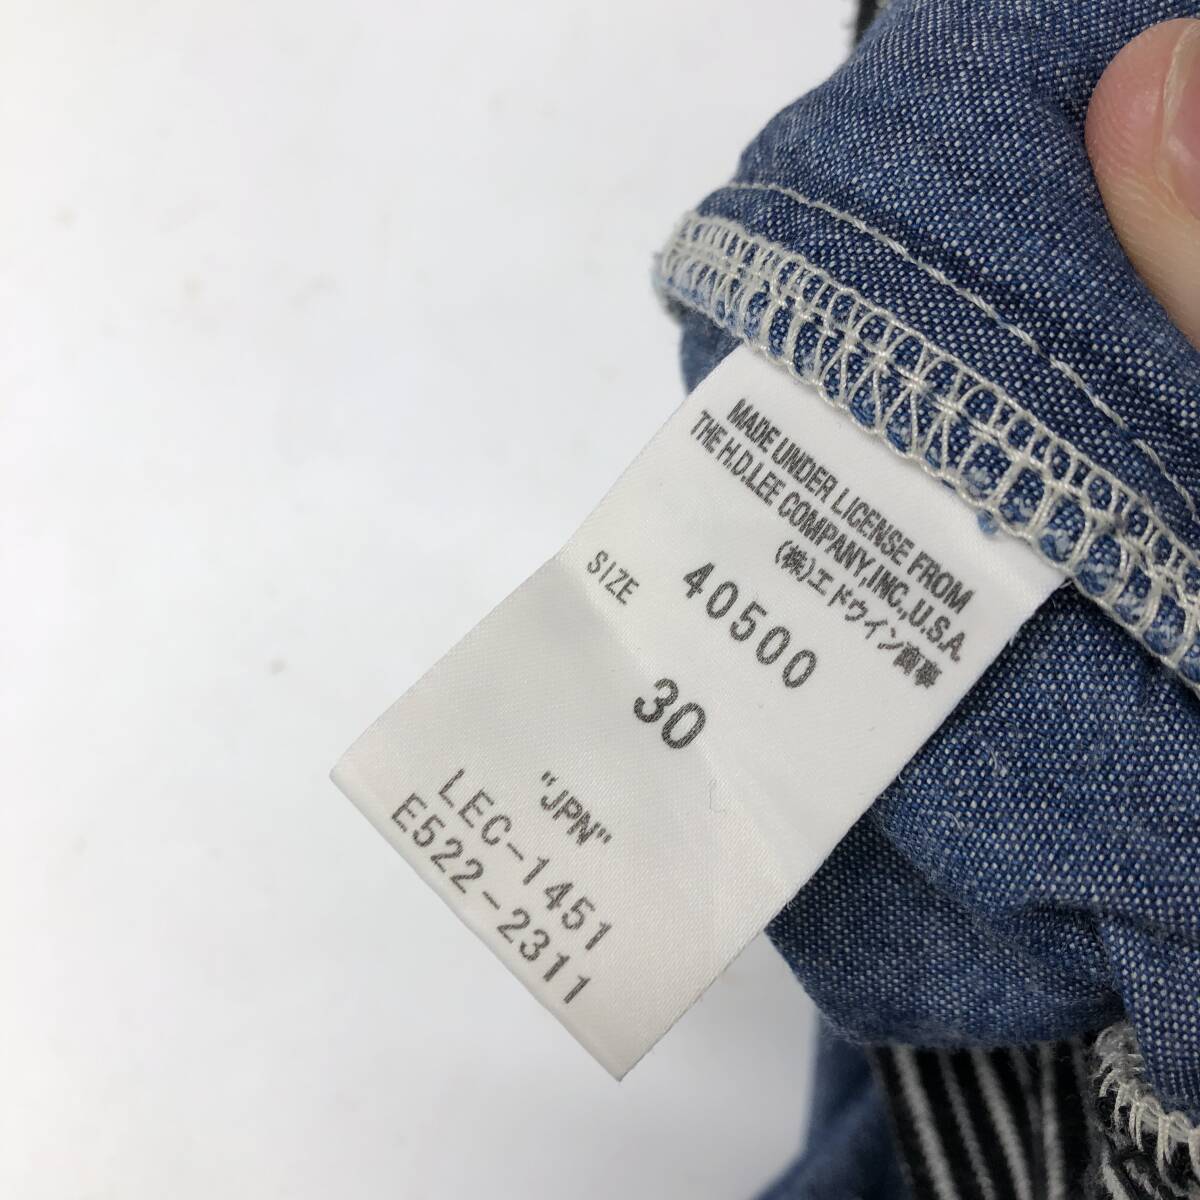 MADE UNDER LICENSE FROM
THE H.D.LEE COMPANY,INC.,U.S.A.
(株)エドウイン商事
40500
SIZE 30
"JPN"
LEC-1451
E522-2311